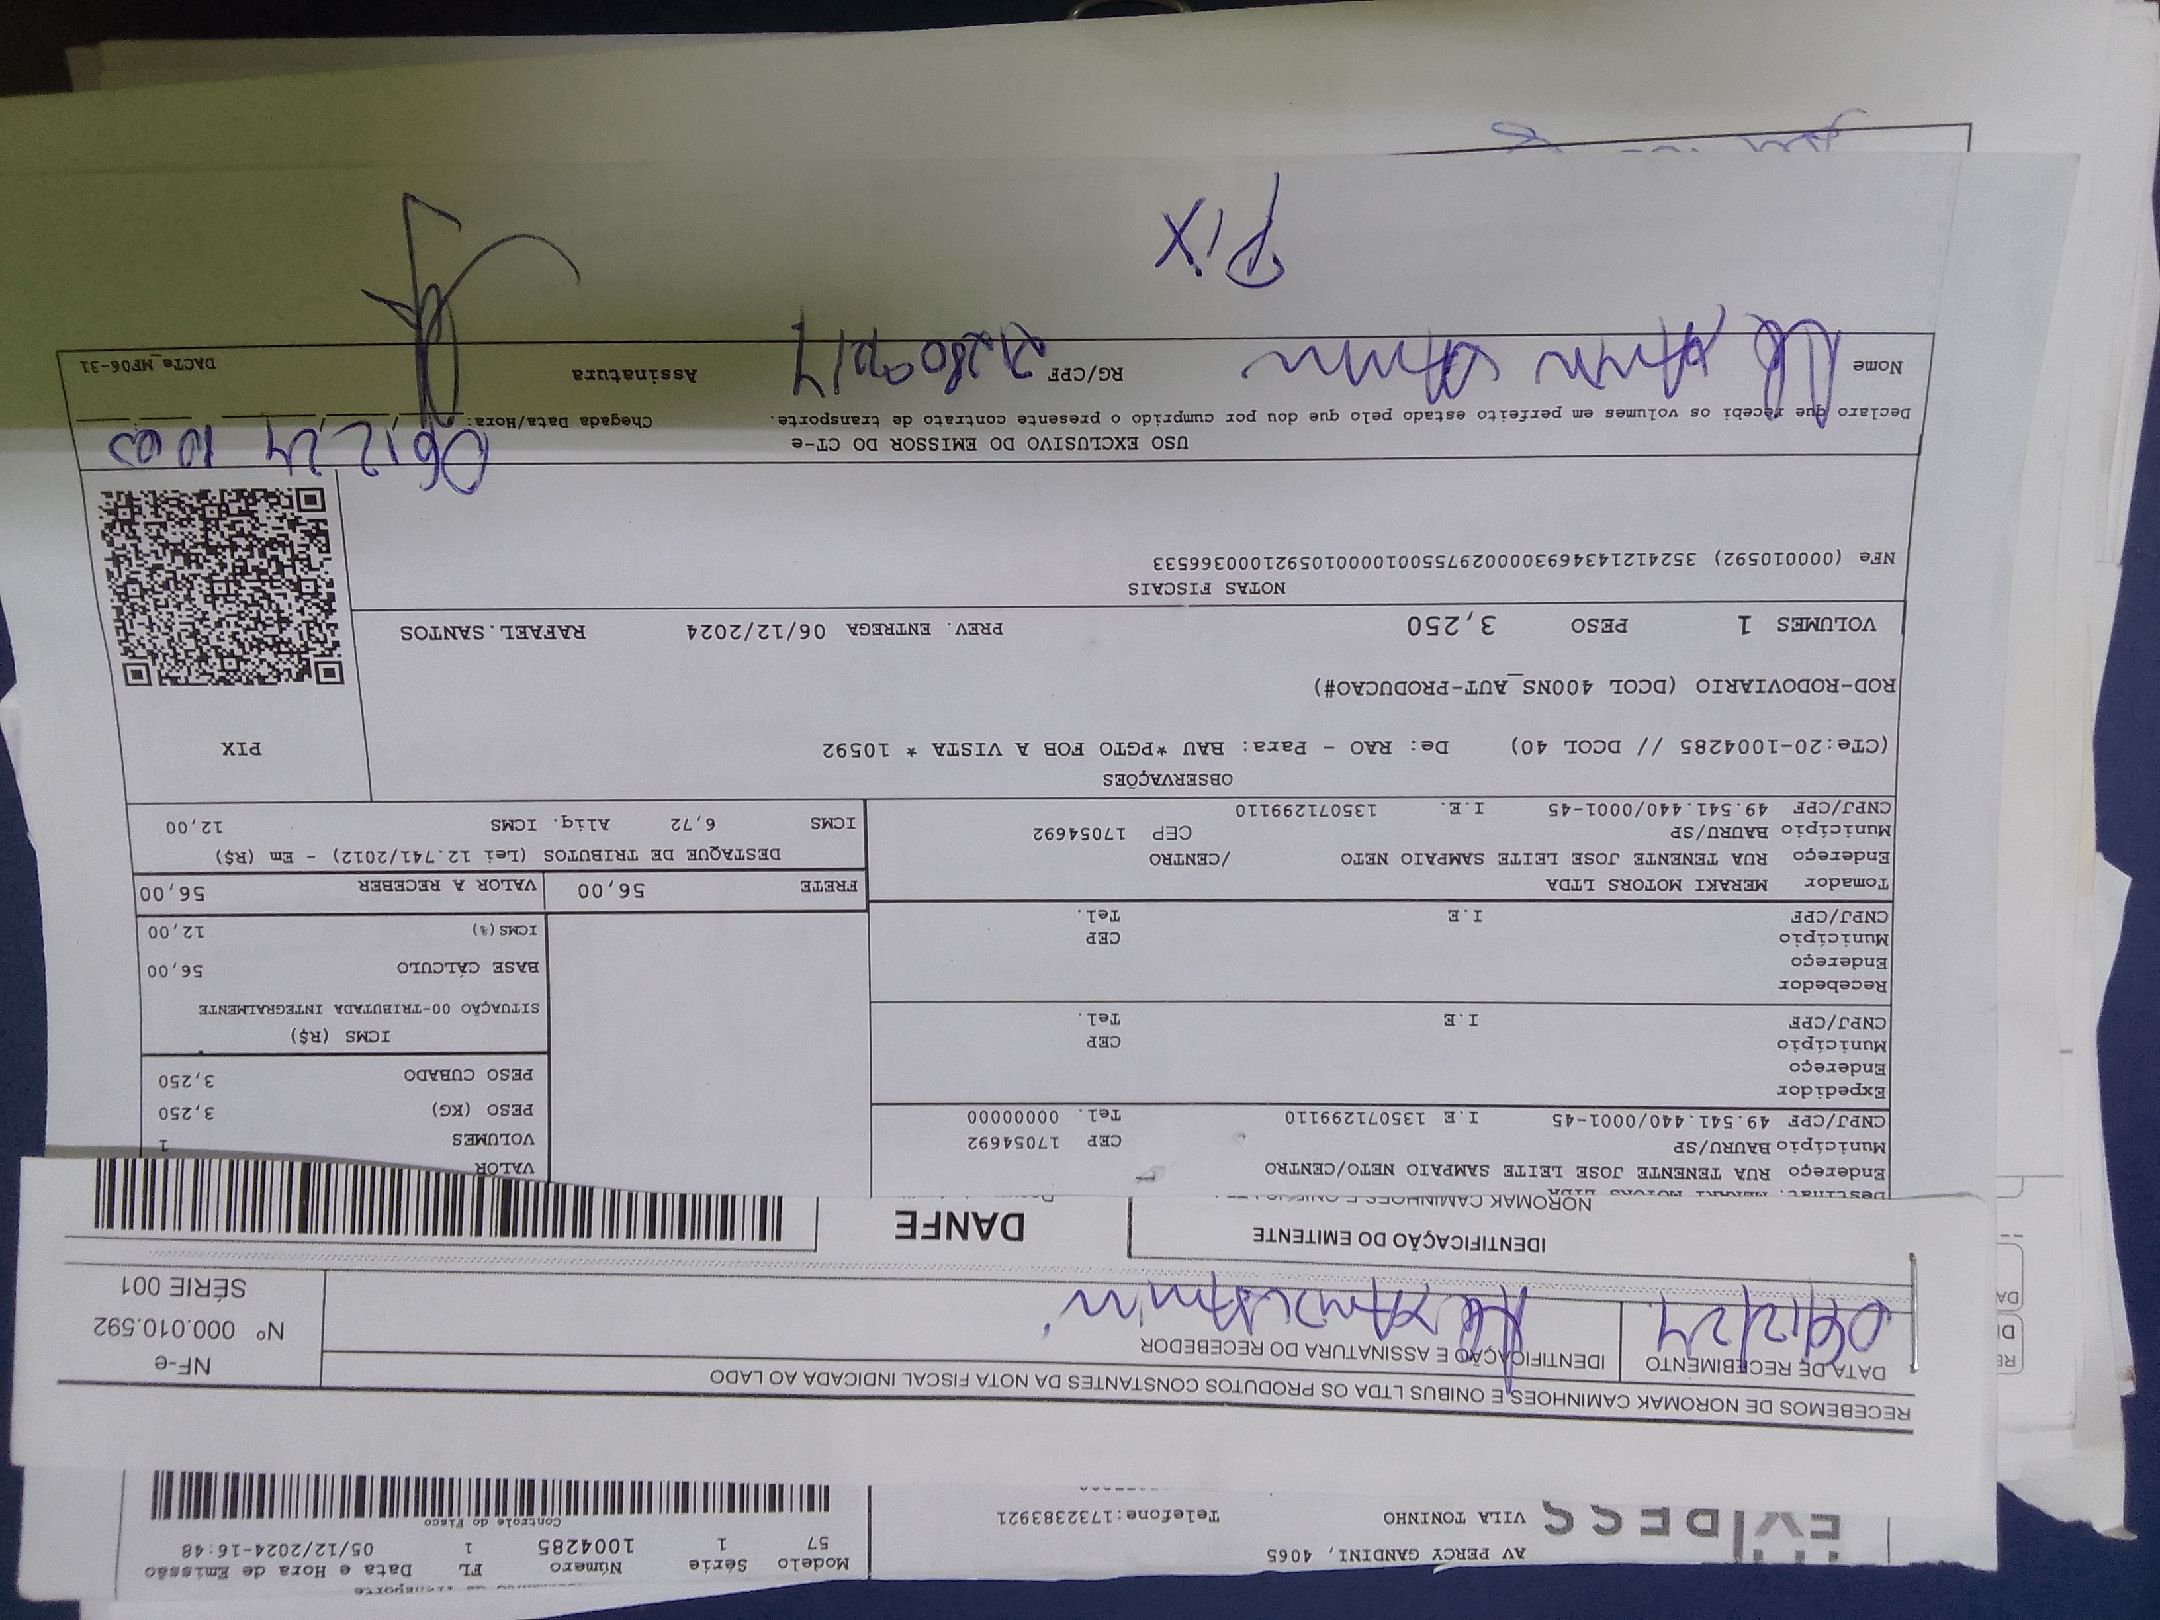 Modelo Série Número FL Data e Hora de Emissão
57 1 1004285 1 05/12/2024-16:48
Controle do Fisco
AV PERCY GANDINI, 4065
VILA TONINHO Telefone:1732383921
RECEBEMOS DE NOROMAK CAMINHOES E ONIBUS LTDA OS PRODUTOS CONSTANTES DA NOTA FISCAL INDICADA AO LADO
NF-e
Nº 000.010.592
SÉRIE 001
DATA DE RECEBIMENTO
IDENTIFICAÇÃO E ASSINATURA DO RECEBEDOR
IDENTIFICAÇÃO DO EMITENTE
NOROMAK CAMINHOES E ONIBUS
DANFE
Destinat. MERAKI MOTORS LTDA
Endereço RUA TENENTE JOSE LEITE SAMPAIO NETO/CENTRO
Município BAURU/SP CEP 17054692
CNPJ/CPF 49.541.440/0001-45 I.E 135071299110 Tel. 00000000
Expedidor
Endereço
Município CEP
CNPJ/CPF I.E Tel.
Recebedor
Endereço
Município CEP
CNPJ/CPF I.E Tel.
Tomador MERAKI MOTORS LTDA
Endereço RUA TENENTE JOSE LEITE SAMPAIO NETO /CENTRO
Município BAURU/SP CEP 17054692
CNPJ/CPF 49.541.440/0001-45 I.E. 135071299110
VALOR
VOLUMES 1
PESO (KG) 3,250
PESO CUBADO 3,250
ICMS (R$)
SITUAÇÃO 00-TRIBUTADA INTEGRALMENTE
BASE CÁLCULO 56,00
ICMS(%) 12,00
FRETE 56,00 VALOR A RECEBER 56,00
DESTAQUE DE TRIBUTOS (Lei 12.741/2012) - Em (R$)
ICMS 6,72 Aliq. ICMS 12,00
OBSERVAÇÕES
(CTe:20-1004285 // DCOL 40) De: RAO - Para: BAU *PGTO FOB A VISTA * 10592
ROD-RODOVIARIO (DCOL 400NS_AUT-PRODUCAO#)
PIX
VOLUMES 1 PESO 3,250 PREV. ENTREGA 06/12/2024 RAFAEL.SANTOS
NOTAS FISCAIS
NFe (000010592) 35241214346930000297550010000105921000366533
USO EXCLUSIVO DO EMISSOR DO CT-e
Declaro que recebi os volumes em perfeito estado pelo que dou por cumprido o presente contrato de transporte. Chegada Data/Hora: 06 12 24 10 00
Nome RG/CPF Assinatura
DACTe_MF06-31
Pix